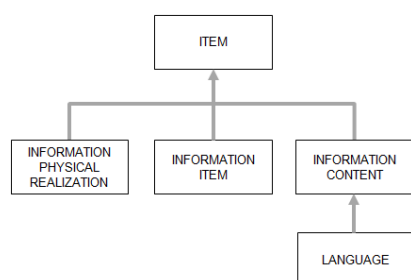 ITEM
INFORMATION
PHYSICAL
REALIZATION
INFORMATION
ITEM
INFORMATION
CONTENT
LANGUAGE